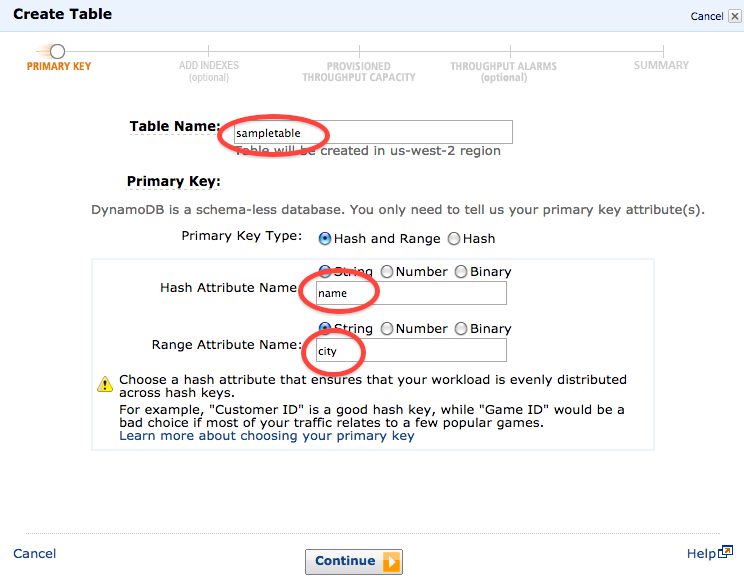 Create Table
Cancel
PRIMARY KEY
ADD INDEXES
(optional)
PROVISIONED
THROUGHPUT CAPACITY
THROUGHPUT ALARMS
(optional)
SUMMARY
Table Name:
sampletable
Table will be created in us-west-2 region
Primary Key:
DynamoDB is a schema-less database. You only need to tell us your primary key attribute(s).
Primary Key Type: Hash and Range Hash
String Number Binary
Hash Attribute Name
name
String Number Binary
Range Attribute Name:
city
Choose a hash attribute that ensures that your workload is evenly distributed
across hash keys.
For example, "Customer ID" is a good hash key, while "Game ID" would be a
bad choice if most of your traffic relates to a few popular games.
Learn more about choosing your primary key
Cancel
Continue
Help